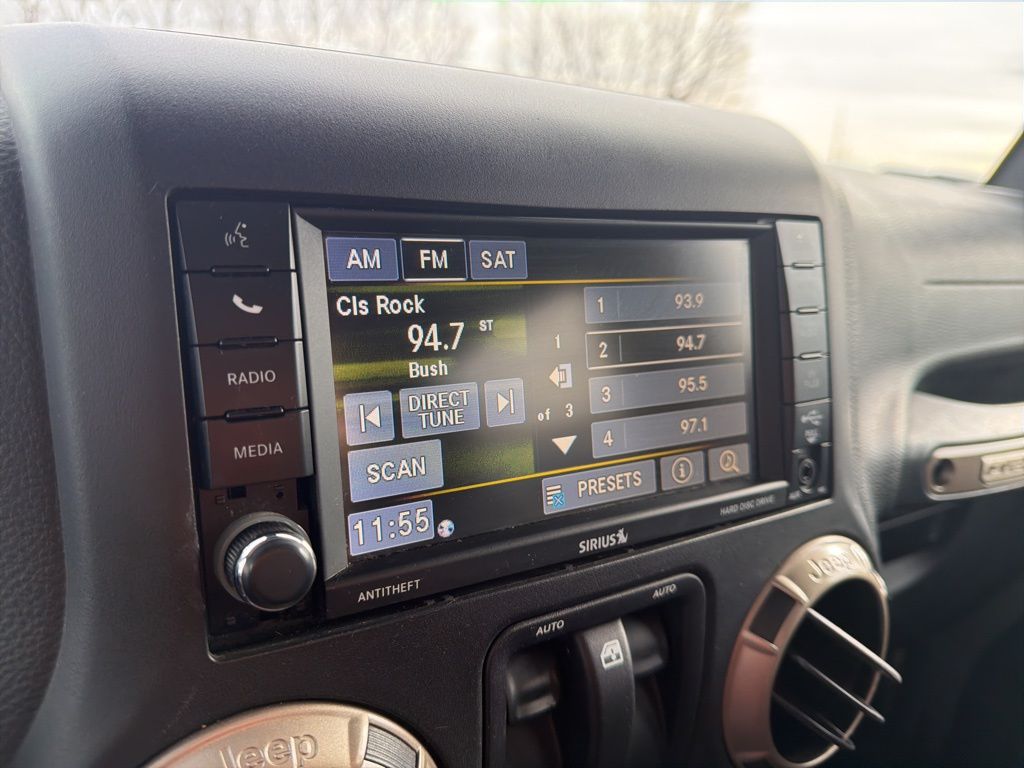 AM FM SAT
Cls Rock
94.7 ST
Bush
DIRECT
TUNE
SCAN
11:55
1
of 3
1 93.9
2 94.7
3 95.5
4 97.1
PRESETS
RADIO
MEDIA
ANTITHEFT
SIRIUS
HARD DISC DRIVE
AUTO
AUTO
Jeep
Jeep